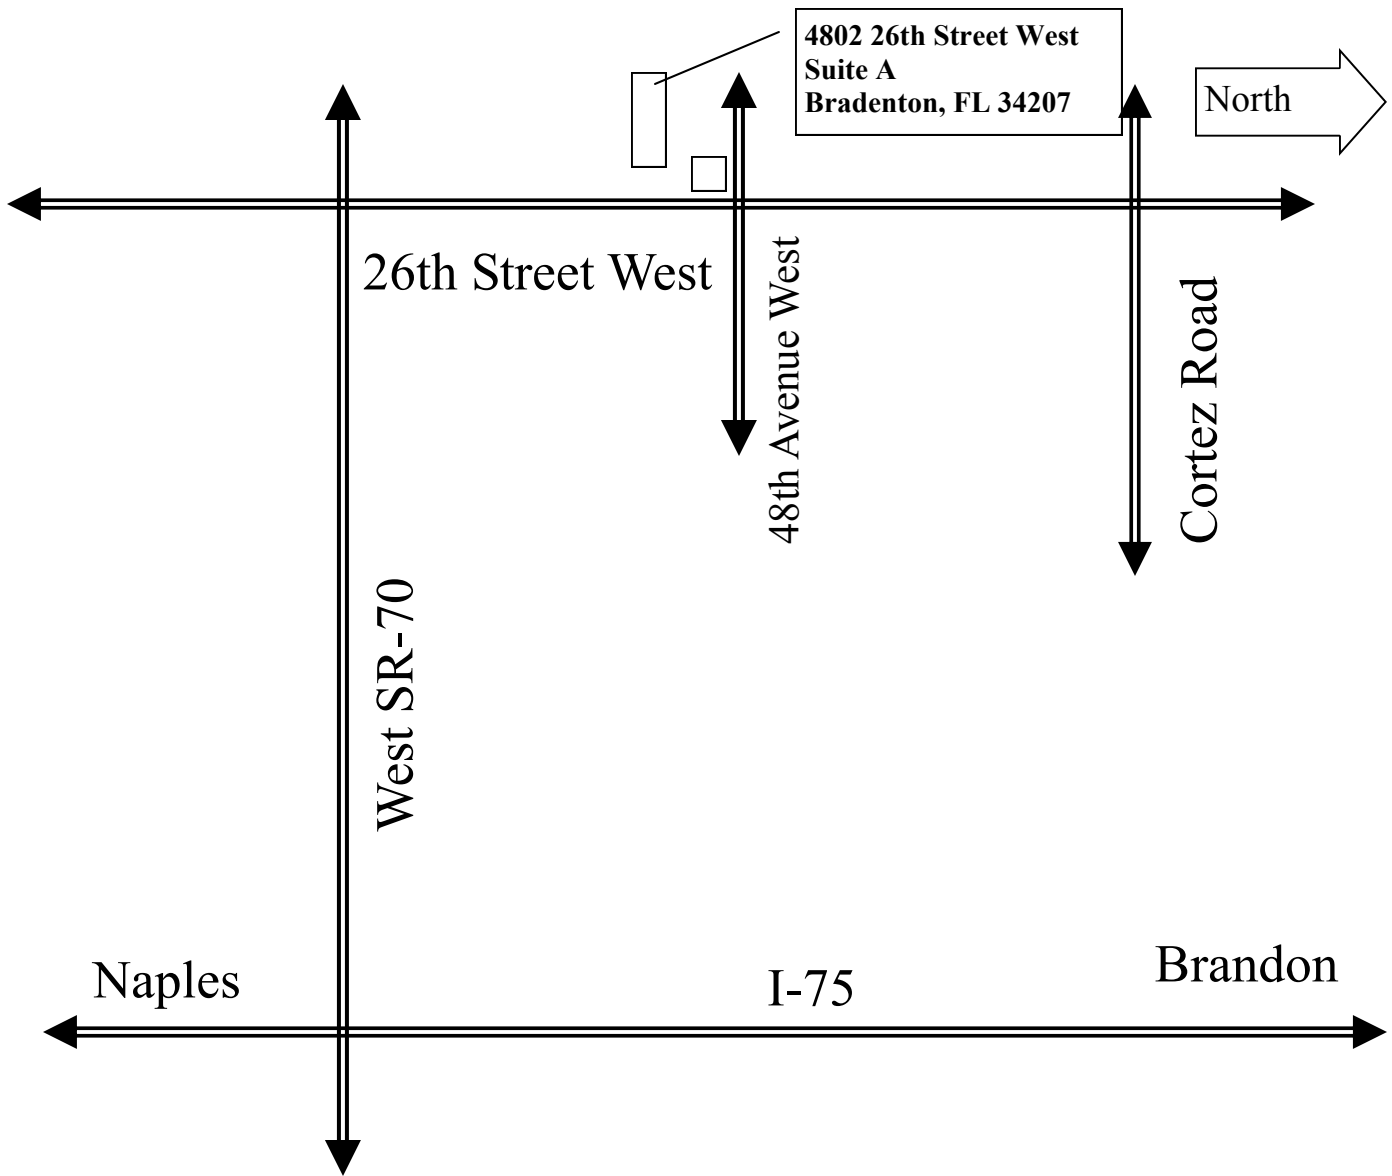 4802 26th Street West
Suite A
Bradenton, FL 34207
North
26th Street West
48th Avenue West
Cortez Road
West SR-70
Naples
I-75
Brandon